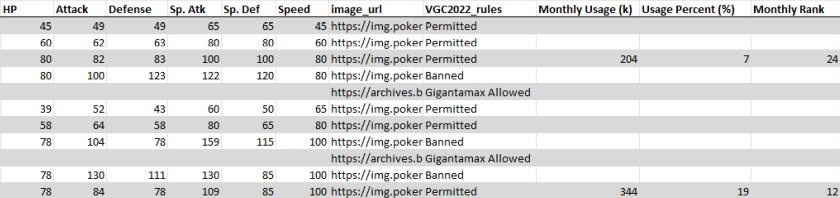 HP Attack Defense Sp. Atk Sp. Def Speed image_url VGC2022_rules Monthly Usage (k) Usage Percent (%) Monthly Rank
45 49 49 65 65 45 https://img.poker Permitted
60 62 63 80 80 60 https://img.poker Permitted
80 82 83 100 100 80 https://img.poker Permitted 204 7 24
80 100 123 122 120 80 https://img.poker Banned
https://archives.b Gigantamax Allowed
39 52 43 60 50 65 https://img.poker Permitted
58 64 58 80 65 80 https://img.poker Permitted
78 104 78 159 115 100 https://img.poker Banned
https://archives.b Gigantamax Allowed
78 130 111 130 85 100 https://img.poker Banned
78 84 78 109 85 100 https://img.poker Permitted 344 19 12